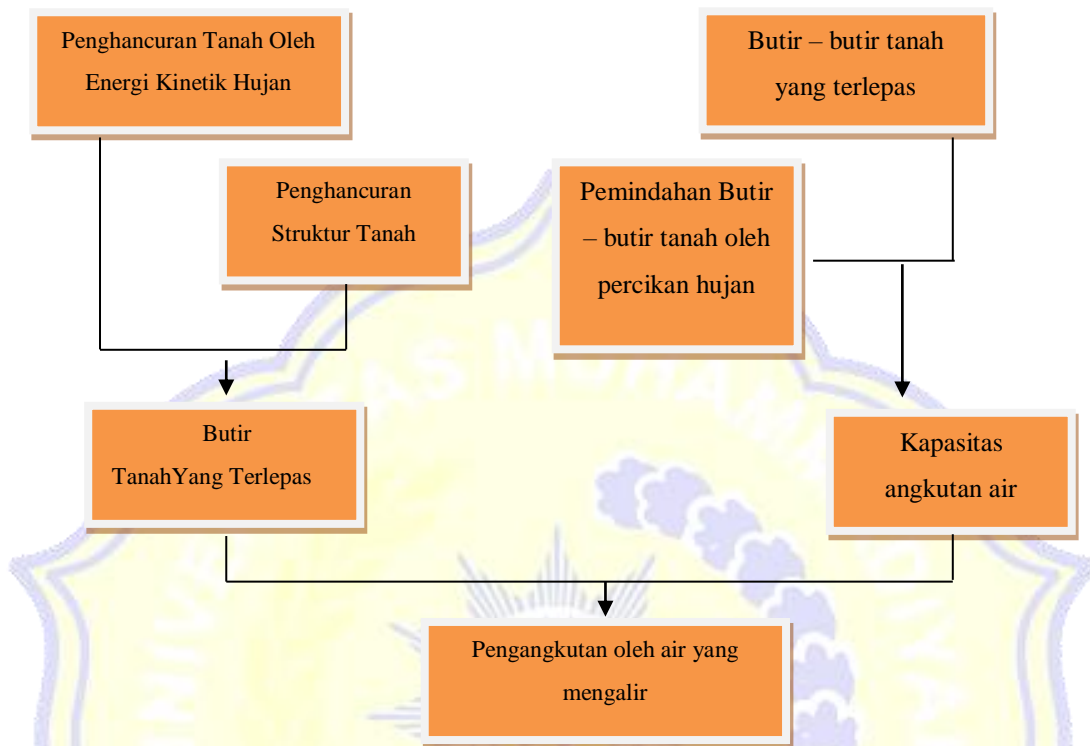 Penghancuran Tanah Oleh
Energi Kinetik Hujan
Butir – butir tanah
yang terlepas
Penghancuran
Struktur Tanah
Pemindahan Butir
– butir tanah oleh
percikan hujan
Butir
TanahYang Terlepas
Kapasitas
angkutan air
Pengangkutan oleh air yang
mengalir